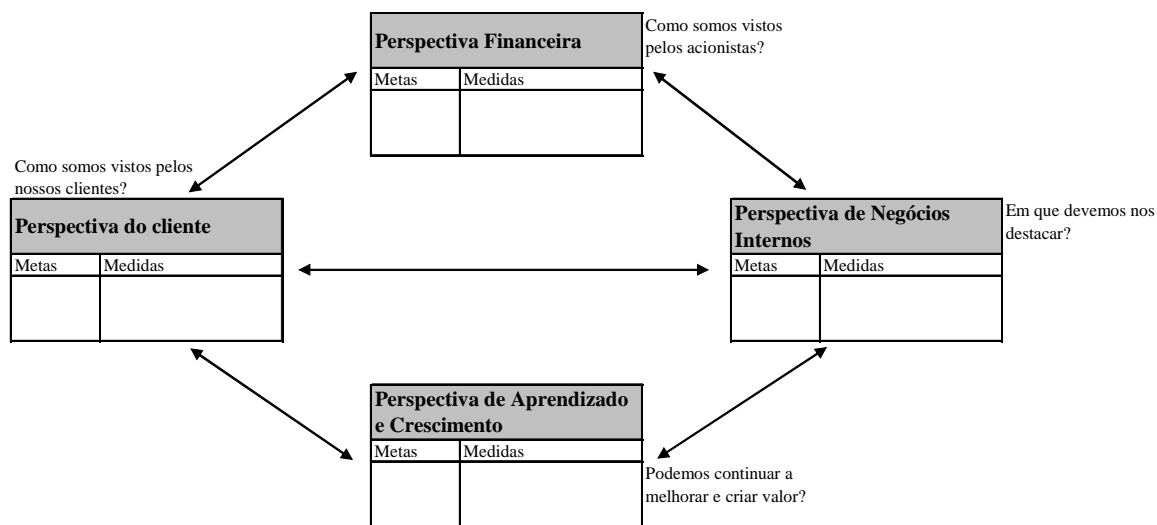 Perspectiva Financeira
Como somos vistos
pelos acionistas?
Metas Medidas
Como somos vistos pelos
nossos clientes?
Perspectiva do cliente
Metas Medidas
Perspectiva de Negócios
Internos
Em que devemos nos
destacar?
Metas Medidas
Perspectiva de Aprendizado
e Crescimento
Metas Medidas
Podemos continuar a
melhorar e criar valor?